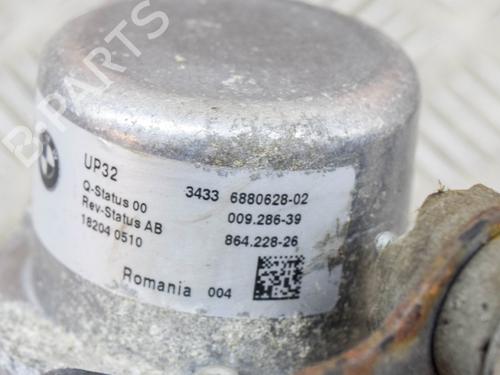 B-PARTS
UP32
Q-Status 00
Rev-Status AB
18204 0510
3433 6880628-02
009.286-39
864.228-26
Romania 004